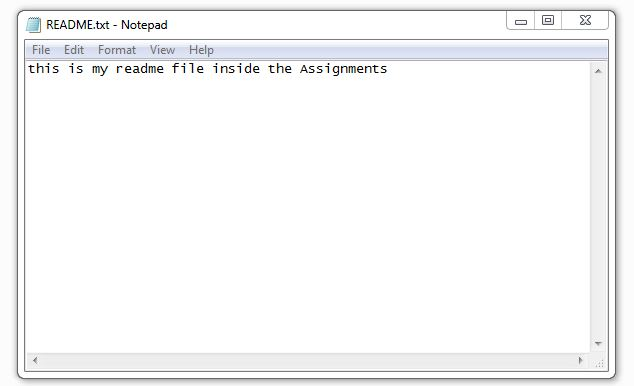 README.txt - Notepad
File Edit Format View Help
this is my readme file inside the Assignments